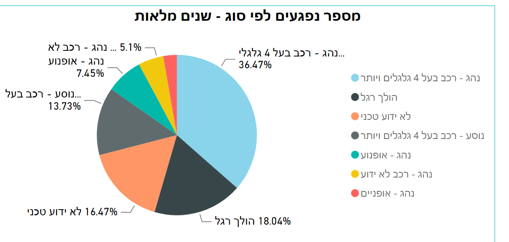 מספר נפגעים לפי סוג - שנים מלאות
נהג - רכב בעל 4 גלגלי...
36.47%
הולך רגל 18.04%
לא ידוע טכני 16.47%
נוסע - רכב בעל...
13.73%
נהג - אופנוע
7.45%
נהג - רכב לא ... 5.1%
נהג - רכב בעל 4 גלגלים ויותר
הולך רגל
לא ידוע טכני
נוסע - רכב בעל 4 גלגלים ויותר
נהג - אופנוע
נהג - רכב לא ידוע
נהג - אופניים